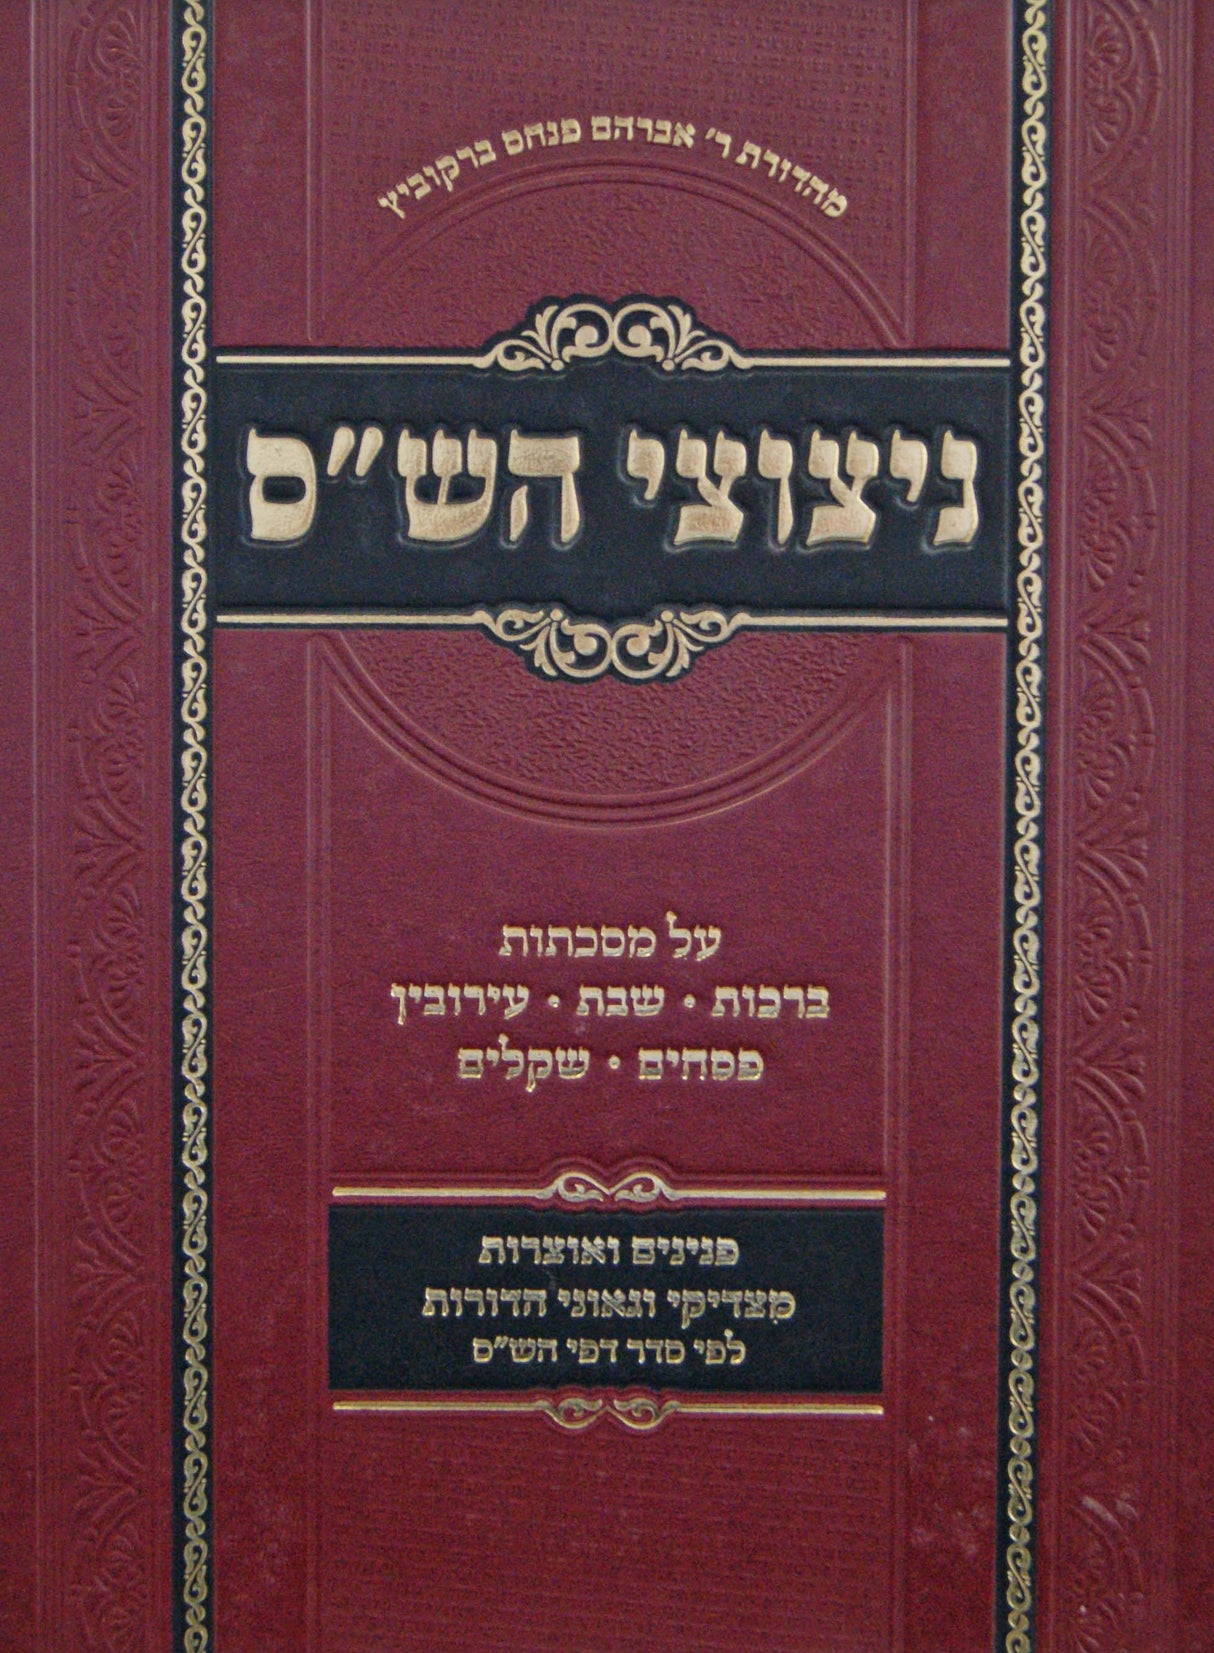 מהדורת ר׳ אברהם פנחס ברקוביץ
ניצוצי הש״ס
על מסכתות
ברכות • שבת • עירובין
פסחים • שקלים
פנינים ואוצרות
מצדיקי וגאוני הדורות
לפי סדר דפי הש״ס